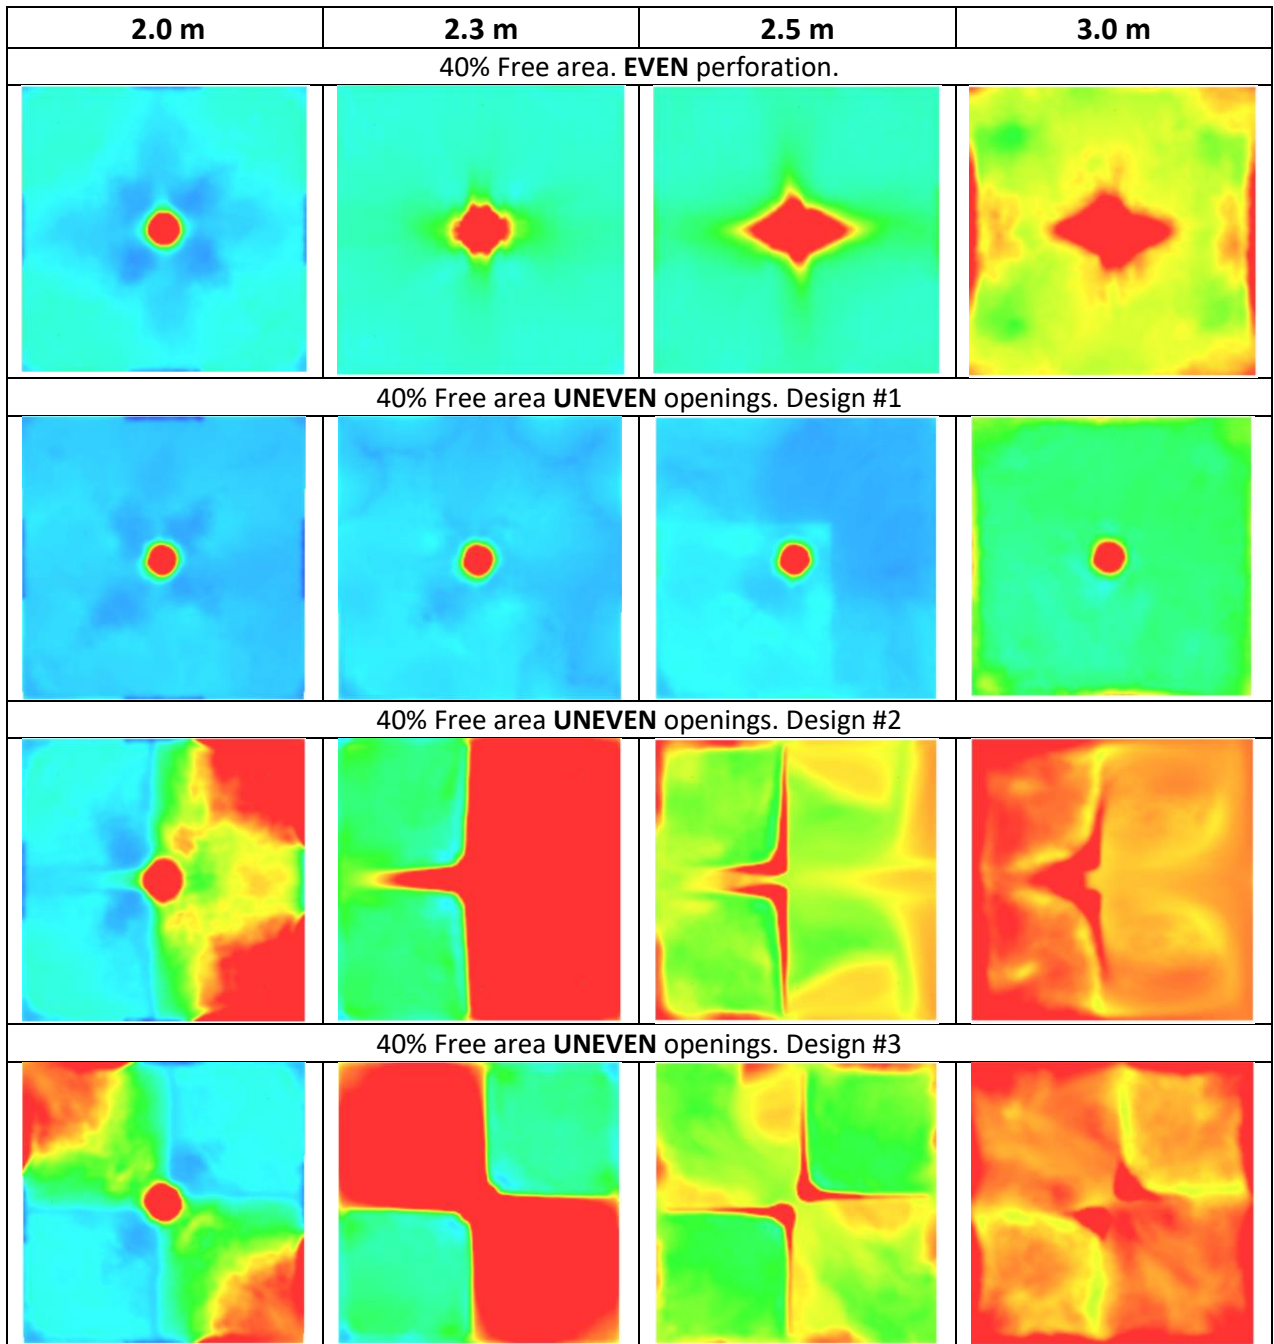 2.0 m 2.3 m 2.5 m 3.0 m
40% Free area. EVEN perforation.
40% Free area UNEVEN openings. Design #1
40% Free area UNEVEN openings. Design #2
40% Free area UNEVEN openings. Design #3